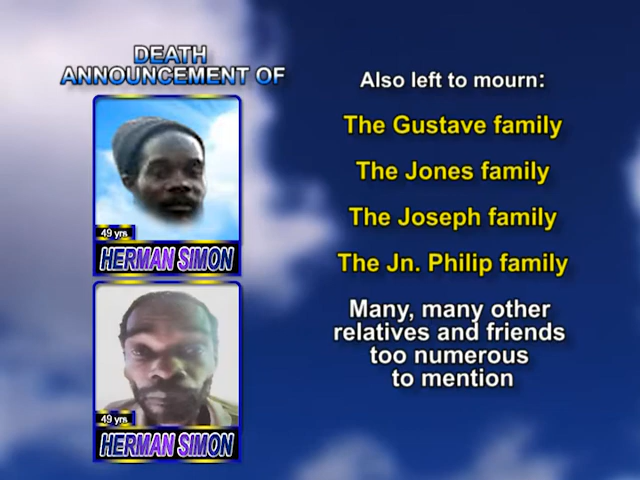 DEATH
ANNOUNCEMENT OF
49 yrs
HERMAN SIMON
49 yrs
HERMAN SIMON
Also left to mourn:
The Gustave family
The Jones family
The Joseph family
The Jn. Philip family
Many, many other
relatives and friends
too numerous
to mention